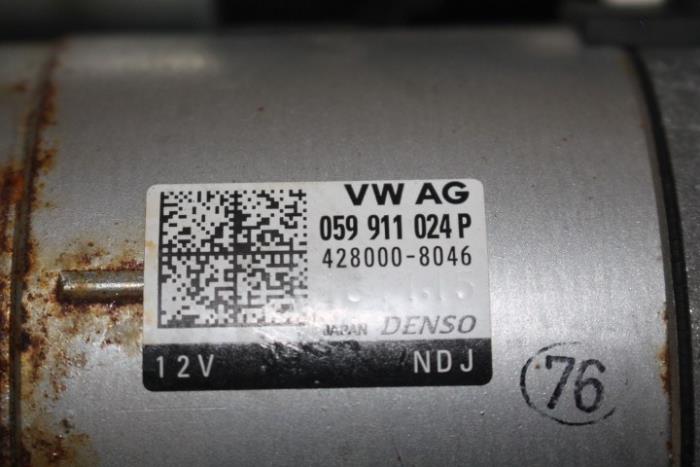 VW AG
059 911 024 P
428000-8046
JAPAN DENSO
12V NDJ
76